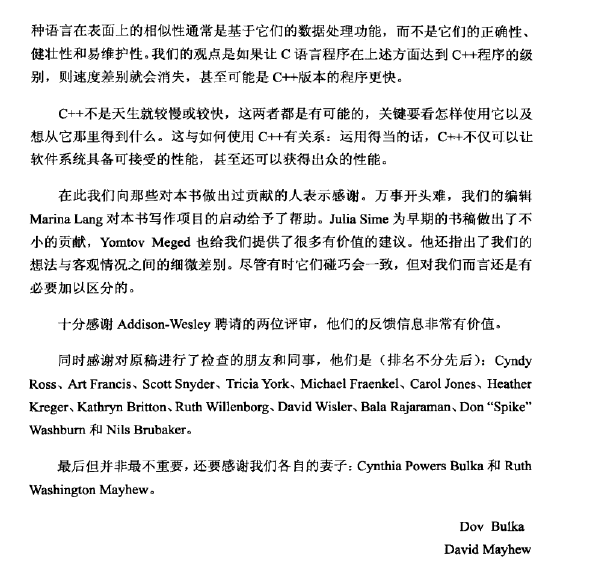 种语言在表面上的相似性通常是基于它们的数据处理功能，而不是它们的正确性、
健壮性和易维护性。我们的观点是如果让 C 语言程序在上述方面达到 C++程序的级
别，则速度差别就会消失，甚至可能是 C++版本的程序更快。
C++不是天生就较慢或较快，这两者都是有可能的，关键要看怎样使用它以及
想从它那里得到什么。这与如何使用 C++有关系：运用得当的话，C++不仅可以让
软件系统具备可接受的性能，甚至还可以获得出众的性能。
在此我们向那些对本书做出过贡献的人表示感谢。万事开头难，我们的编辑
Marina Lang 对本书写作项目的启动给予了帮助。Julia Sime 为早期的书稿做出了不
小的贡献，Yomtov Meged 也给我们提供了很多有价值的建议。他还指出了我们的
想法与客观情况之间的细微差别。尽管有时它们碰巧会一致，但对我们而言还是有
必要加以区分的。
十分感谢 Addison-Wesley 聘请的两位评审，他们的反馈信息非常有价值。
同时感谢对原稿进行了检查的朋友和同事，他们是（排名不分先后）：Cyndy
Ross、Art Francis、Scott Snyder、Tricia York、Michael Fraenkel、Carol Jones、Heather
Kreger、Kathryn Britton、Ruth Willenborg、David Wisler、Bala Rajaraman、Don “Spike”
Washburn 和 Nils Brubaker。
最后但并非最不重要，还要感谢我们各自的妻子：Cynthia Powers Bulka 和 Ruth
Washington Mayhew。
Dov Bulka
David Mayhew